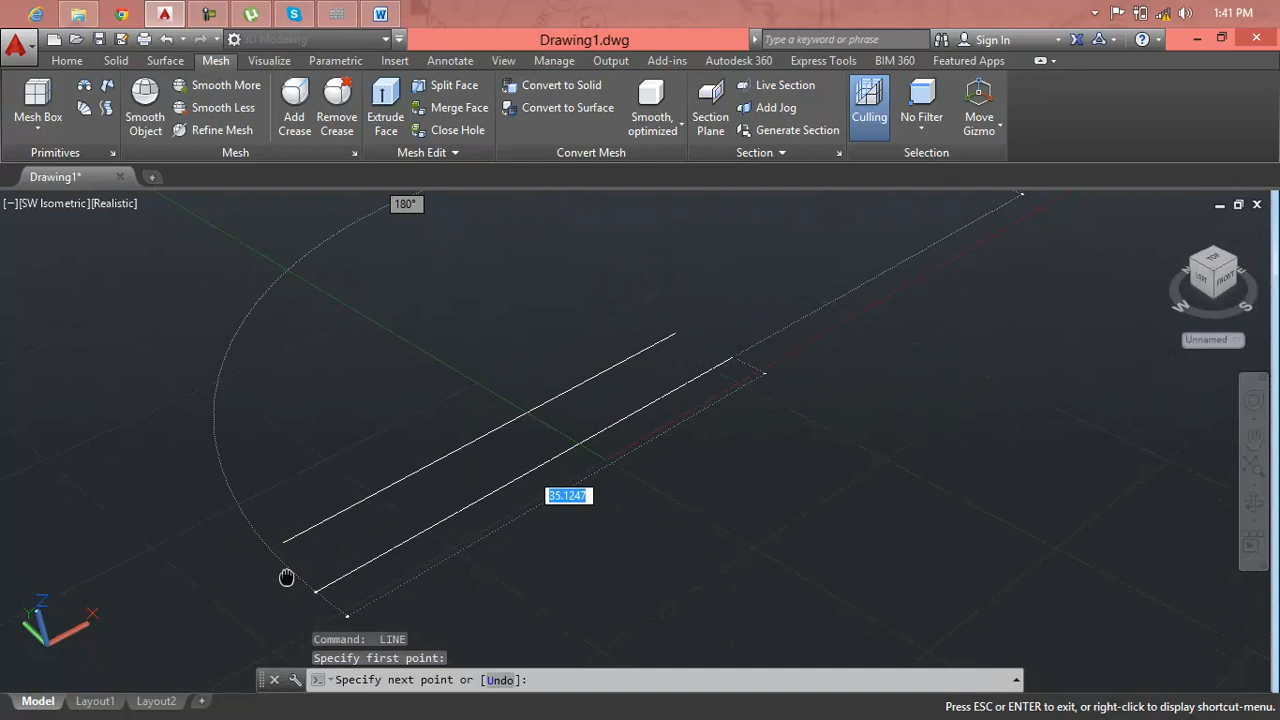 1:41 PM
3D Modeling
Drawing1.dwg
Type a keyword or phrase
Sign In
Home Solid Surface Mesh Visualize Parametric Insert Annotate View Manage Output Add-ins Autodesk 360 Express Tools BIM 360 Featured Apps
Mesh Box
Primitives
Smooth Object
Smooth More
Smooth Less
Refine Mesh
Mesh
Add Crease
Remove Crease
Extrude Face
Split Face
Merge Face
Close Hole
Mesh Edit
Convert to Solid
Convert to Surface
Smooth, optimized
Convert Mesh
Section Plane
Live Section
Add Jog
Generate Section
Section
Culling
No Filter
Move Gizmo
Selection
Drawing1*
[−][SW Isometric][Realistic]
180°
TOP
LEFT
FRONT
W
S
Unnamed
35.1247
Z
Y
X
Command: LINE
Specify first point:
Specify next point or [Undo]:
Model Layout1 Layout2
Press ESC or ENTER to exit, or right-click to display shortcut-menu.